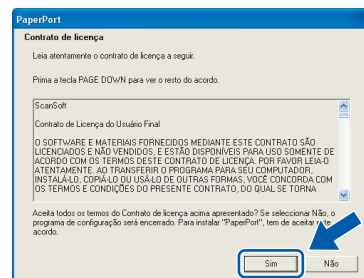 PaperPort
Contrato de licença
Leia atentamente o contrato de licença a seguir.
Prima a tecla PAGE DOWN para ver o resto do acordo.
ScanSoft
Contrato de Licença do Usuário Final
O SOFTWARE E MATERIAIS FORNECIDOS MEDIANTE ESTE CONTRATO SÃO
LICENCIADOS E NÃO VENDIDOS, E ESTÃO DISPONÍVEIS PARA USO SOMENTE DE
ACORDO COM OS TERMOS DESTE CONTRATO DE LICENÇA. POR FAVOR LEIA-O
ATENTAMENTE. AO TRANSFERIR O PROGRAMA PARA SEU COMPUTADOR,
INSTALÁ-LO, COPIÁ-LO OU USÁ-LO DE OUTRAS FORMAS, VOCÊ CONCORDA COM
OS TERMOS E CONDIÇÕES DO PRESENTE CONTRATO, DO QUAL SE TORNA
Aceita todos os termos do Contrato de licença acima apresentado? Se seleccionar Não, o
programa de configuração será encerrado. Para instalar "PaperPort", tem de aceitar este
acordo.
Sim
Não